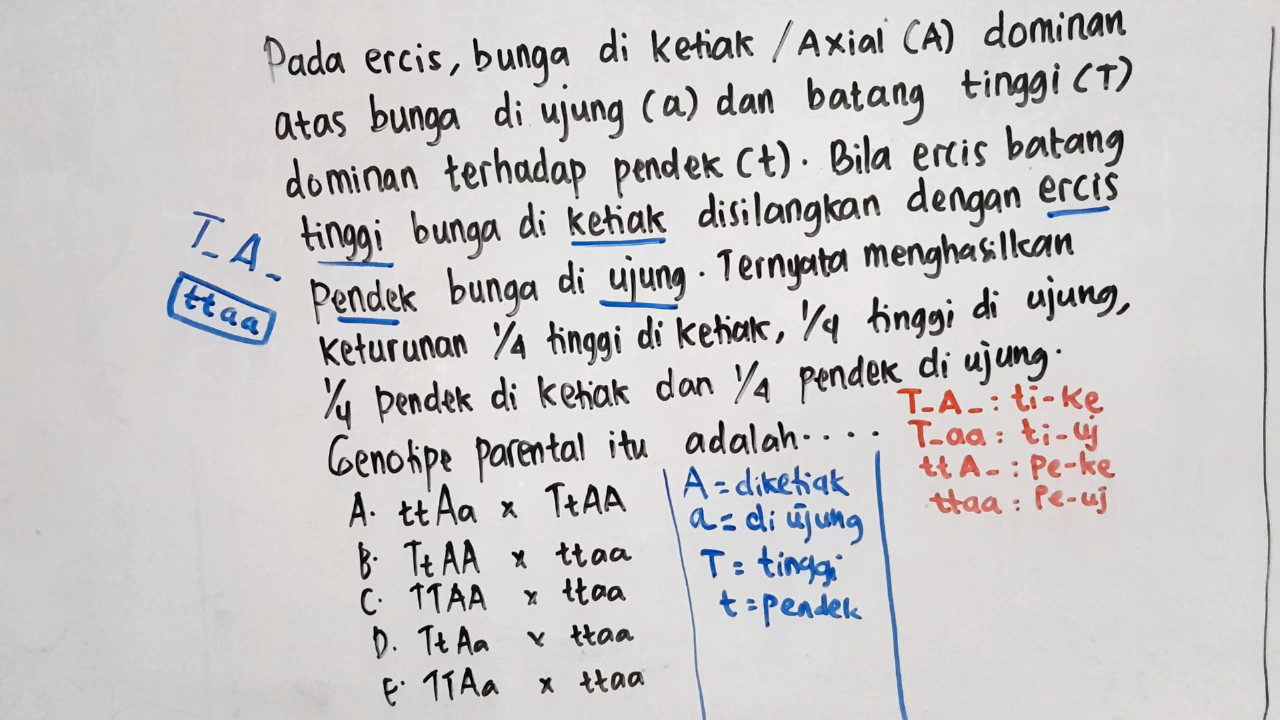 Pada ercis, bunga di ketiak / Axial (A) dominan
atas bunga di ujung (a) dan batang tinggi (T)
dominan terhadap pendek (t). Bila ercis batang
tinggi bunga di ketiak disilangkan dengan ercis
pendek bunga di ujung. Ternyata menghasilkan
keturunan 1/4 tinggi di ketiak, 1/4 tinggi di ujung,
1/4 pendek di ketiak dan 1/4 pendek di ujung.
Genotipe parental itu adalah....
A. ttAa x TtAA
B. TtAA x ttaa
C. TTAA x ttaa
D. TtAa x ttaa
E. TTAa x ttaa
T_A_
ttaa
A = diketiak
a = di ujung
T = tinggi
t = pendek
T_A_ : ti-ke
T_aa : ti-uj
ttA_ : pe-ke
ttaa : Pe-uj